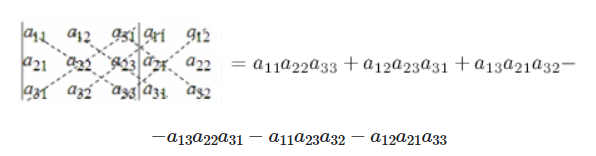 |a₁₁ a₁₂ a₃₁| a₁₁ a₁₂
|a₂₁ a₂₂ a₂₃| a₂₁ a₂₂ = a₁₁a₂₂a₃₃ + a₁₂a₂₃a₃₁ + a₁₃a₂₁a₃₂−
|a₃₁ a₃₂ a₃₃| a₃₁ a₃₂
−a₁₃a₂₂a₃₁ − a₁₁a₂₃a₃₂ − a₁₂a₂₁a₃₃